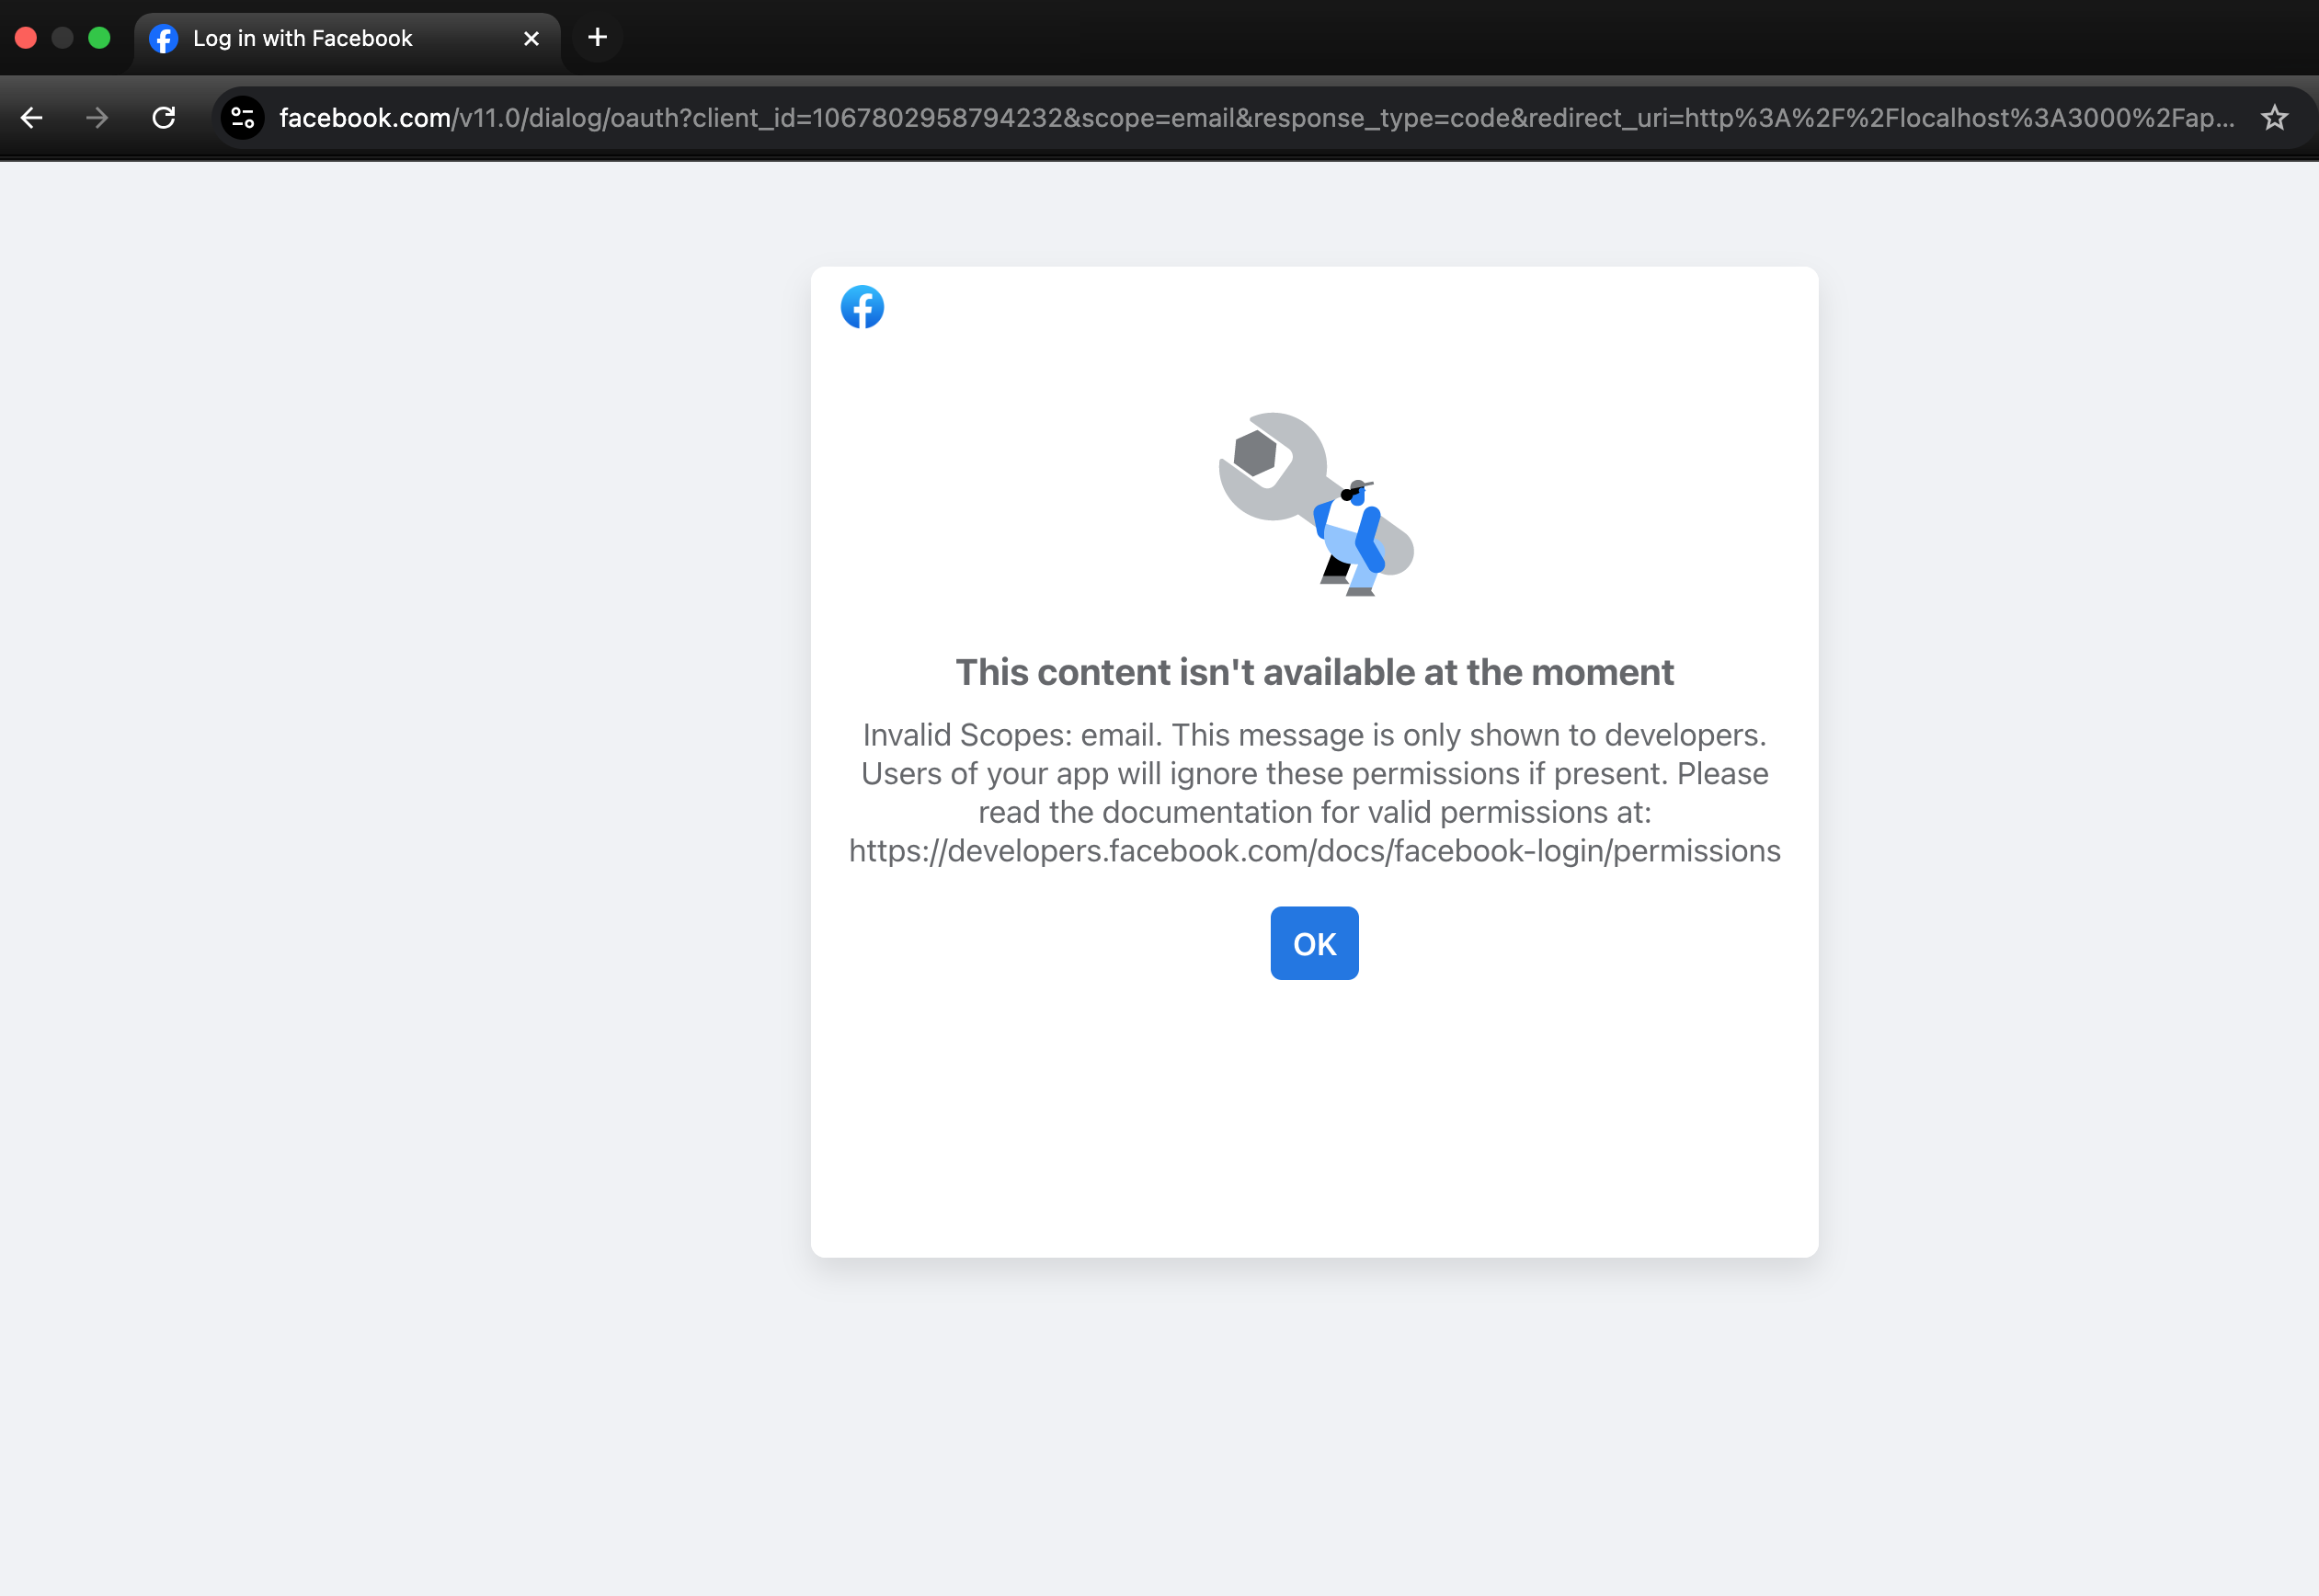 Log in with Facebook
facebook.com/v11.0/dialog/oauth?client_id=1067802958794232&scope=email&response_type=code&redirect_uri=http%3A%2F%2Flocalhost%3A3000%2Fap...
This content isn't available at the moment
Invalid Scopes: email. This message is only shown to developers.
Users of your app will ignore these permissions if present. Please
read the documentation for valid permissions at:
https://developers.facebook.com/docs/facebook-login/permissions
OK